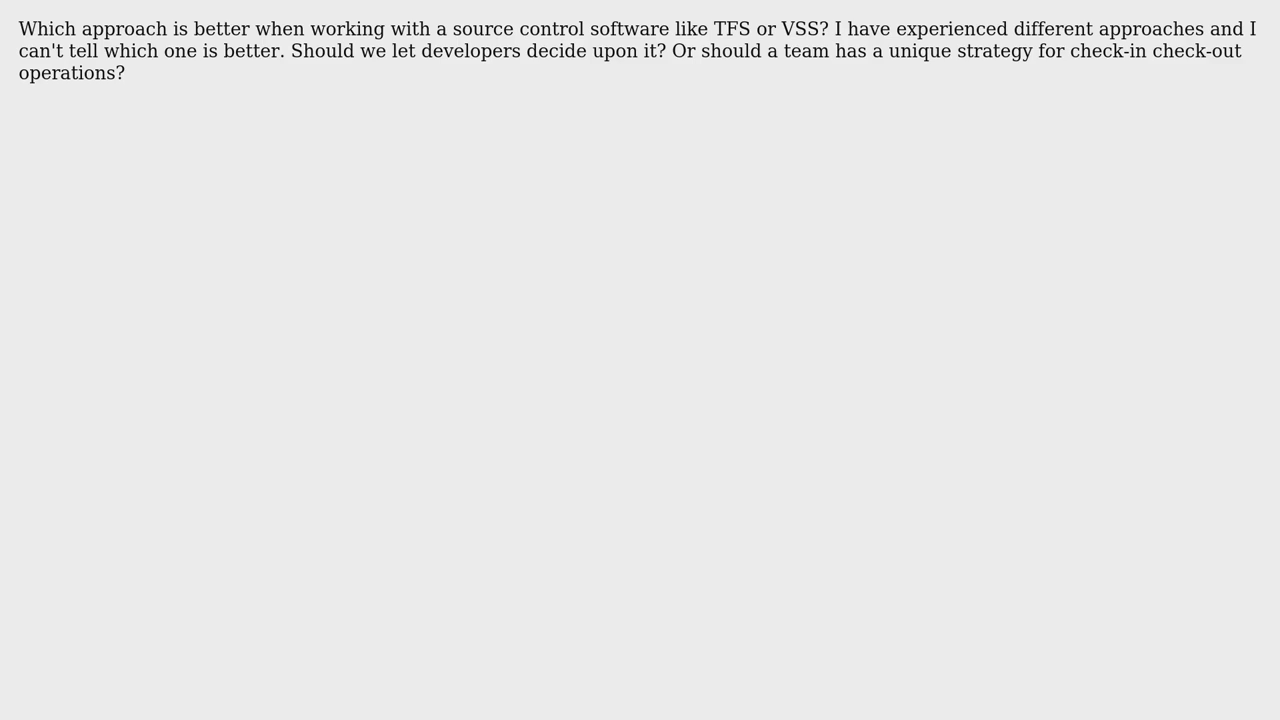 Which approach is better when working with a source control software like TFS or VSS? I have experienced different approaches and I
can't tell which one is better. Should we let developers decide upon it? Or should a team has a unique strategy for check-in check-out
operations?